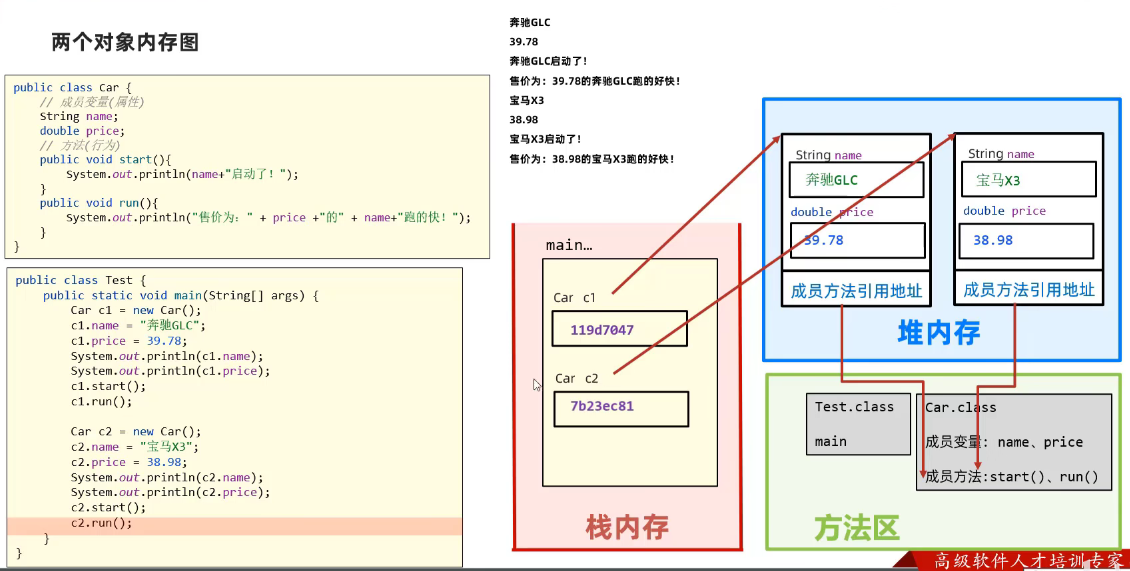 两个对象内存图
public class Car {
// 成员变量(属性)
String name;
double price;
// 方法(行为)
public void start(){
System.out.println(name+"启动了!");
}
public void run(){
System.out.println("售价为:" + price +"的" + name+"跑的快!");
}
}
public class Test {
public static void main(String[] args) {
Car c1 = new Car();
c1.name = "奔驰GLC";
c1.price = 39.78;
System.out.println(c1.name);
System.out.println(c1.price);
c1.start();
c1.run();
Car c2 = new Car();
c2.name = "宝马X3";
c2.price = 38.98;
System.out.println(c2.name);
System.out.println(c2.price);
c2.start();
c2.run();
}
}
奔驰GLC
39.78
奔驰GLC启动了!
售价为:39.78的奔驰GLC跑的好快!
宝马X3
38.98
宝马X3启动了!
售价为:38.98的宝马X3跑的好快!
main…
Car c1
119d7047
Car c2
7b23ec81
栈内存
String name
奔驰GLC
double price
39.78
成员方法引用地址
String name
宝马X3
double price
38.98
成员方法引用地址
堆内存
Test.class
main
Car.class
成员变量: name、price
成员方法:start()、run()
方法区
高级软件人才培训专家